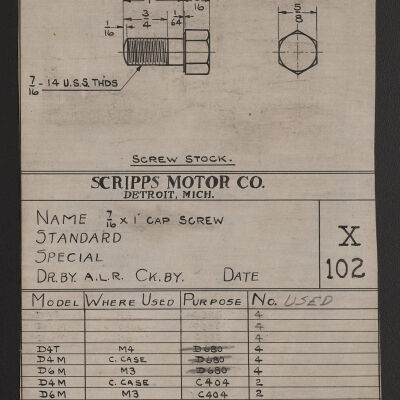 1
16
3
4
1
64
5
8
1
16
7
16 - 14 U.S.S. THDS
SCREW STOCK.
SCRIPPS MOTOR CO.
DETROIT, MICH.
NAME 7/16 X 1" CAP SCREW
STANDARD
SPECIAL
DR.BY. A.L.R. CK.BY. DATE
X
102
MODEL WHERE USED PURPOSE NO. USED
4
4
4
D4T M4 D680 4
D4M C.CASE D680 4
D6M M3 D680 4
D4M C.CASE C404 2
D6M M3 C404 2